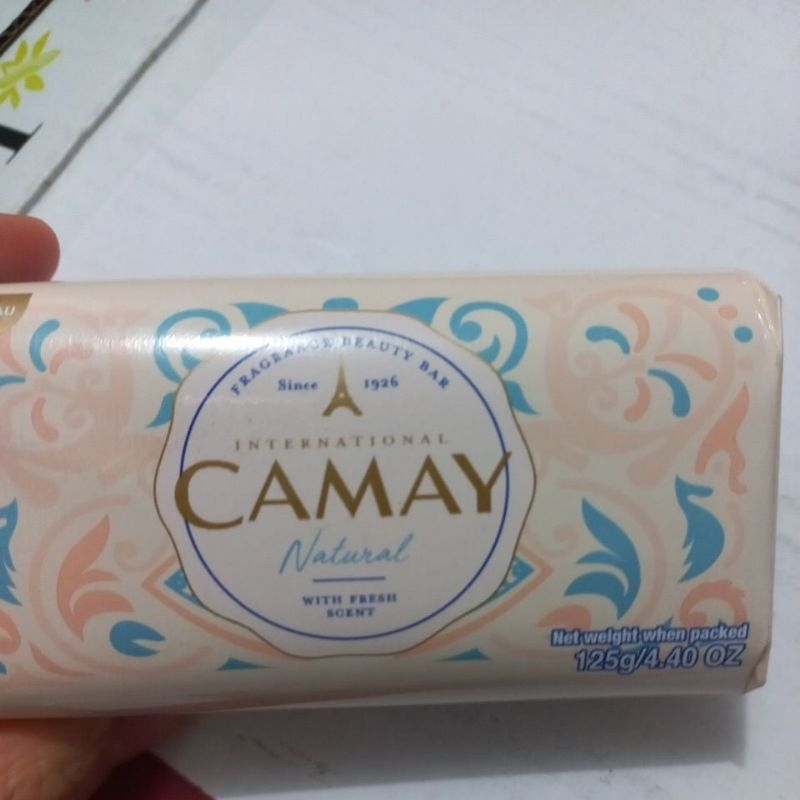 FRAGRANCE BEAUTY BAR
Since 1926
INTERNATIONAL
CAMAY
Natural
WITH FRESH
SCENT
Net weight when packed
125g/4.40 OZ